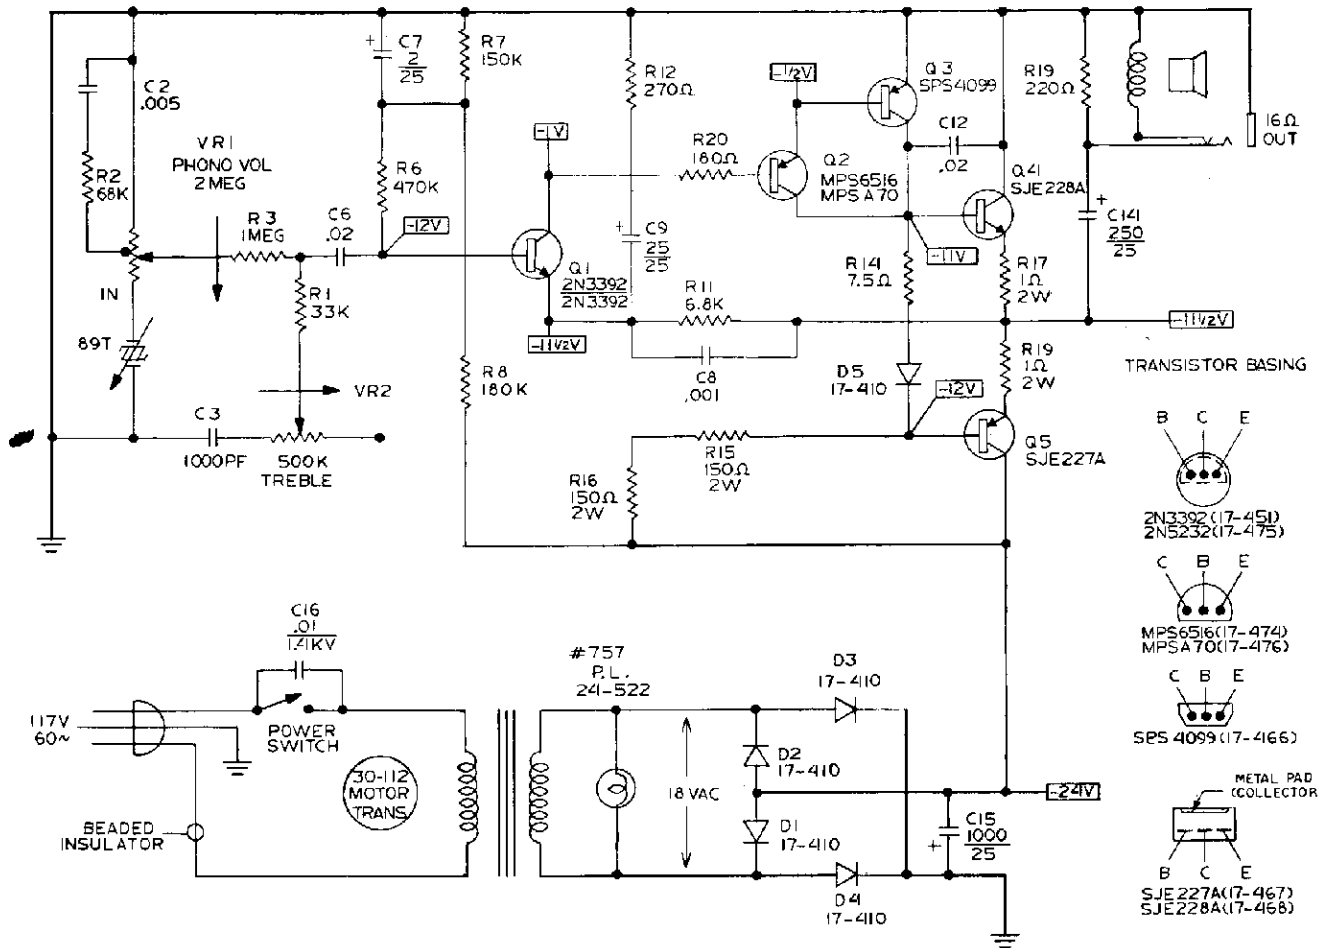 C2
.005
R2
68K
VR1
PHONO VOL
2 MEG
R3
1MEG
C6
.02
R1
33K
IN
89T
VR2
C3
1000PF
500K
TREBLE
+
C7
2
25
R7
150K
R6
470K
-12V
R8
180K
-1V
Q1
2N3392
2N3392
-11 1/2V
R12
270Ω
+
C9
25
25
R11
6.8K
C8
.001
R20
180Ω
-1/2V
Q2
MPS6516
MPSA70
Q3
SPS4099
C12
.02
Q4
SJE228A
-11V
R14
7.5Ω
R17
1Ω
2W
D5
17-410
-12V
R19
1Ω
2W
Q5
SJE227A
R15
150Ω
2W
R16
150Ω
2W
R19
220Ω
16Ω
OUT
+
C14
250
25
-11 1/2V
TRANSISTOR BASING
B C E
2N3392(17-451)
2N5232(17-475)
C B E
MPS6516(17-474)
MPSA70(17-476)
C B E
SPS 4099(17-466)
METAL PAD
(COLLECTOR
B C E
SJE227A(17-467)
SJE228A(17-468)
117V
60~
C16
.01
1.4KV
POWER
SWITCH
BEADED
INSULATOR
30-112
MOTOR
TRANS
#757
P.L.
24-522
18 VAC
D3
17-410
D2
17-410
D1
17-410
D4
17-410
-24V
C15
1000
25
+